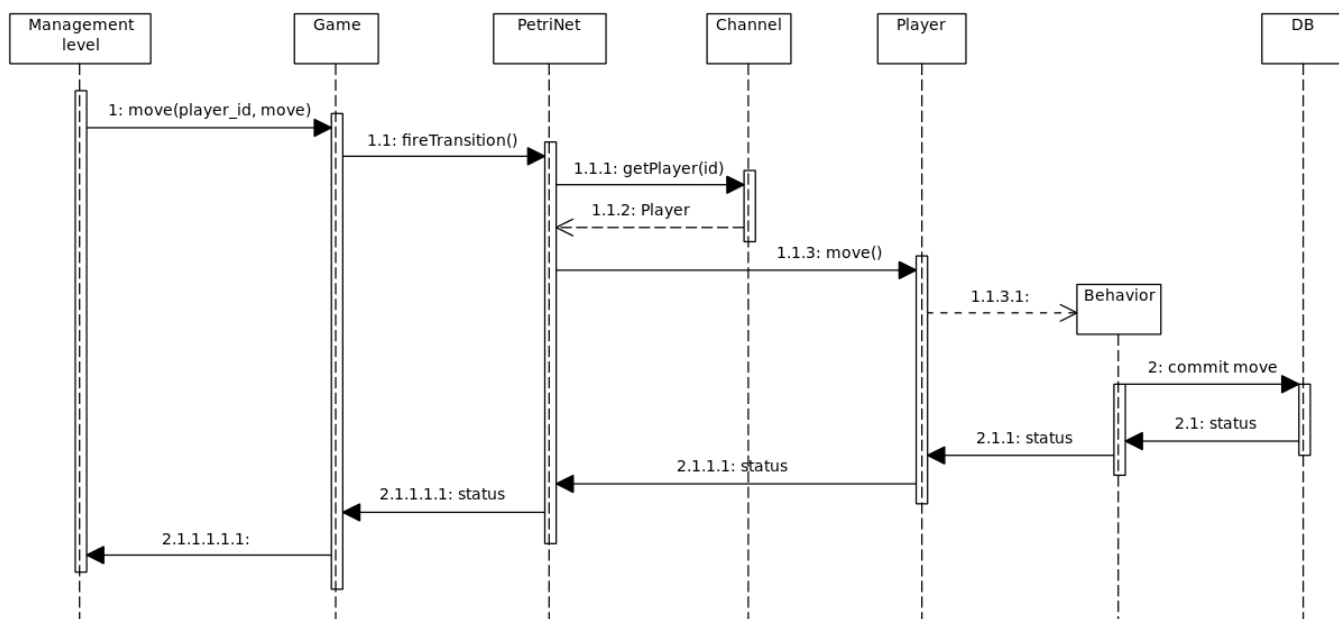 Management
level
Game
PetriNet
Channel
Player
DB
1: move(player_id, move)
1.1: fireTransition()
1.1.1: getPlayer(id)
1.1.2: Player
1.1.3: move()
1.1.3.1:
Behavior
2: commit move
2.1: status
2.1.1: status
2.1.1.1: status
2.1.1.1.1: status
2.1.1.1.1.1: